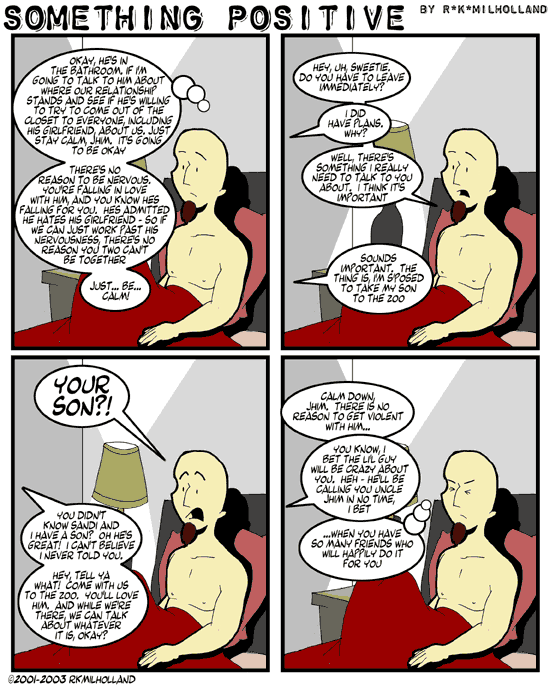 SOMETHING POSITIVE BY R*K*MILHOLLAND
OKAY, HE'S IN
THE BATHROOM. IF I'M
GOING TO TALK TO HIM ABOUT
WHERE OUR RELATIONSHIP
STANDS AND SEE IF HE'S WILLING
TO TRY TO COME OUT OF THE
CLOSET TO EVERYONE, INCLUDING
HIS GIRLFRIEND, ABOUT US, JUST
STAY CALM, JHIM. IT'S GOING
TO BE OKAY
THERE'S NO
REASON TO BE NERVOUS.
YOU'RE FALLING IN LOVE
WITH HIM, AND YOU KNOW HE'S
FALLING FOR YOU. HE'S ADMITTED
HE HATES HIS GIRLFRIEND - SO IF
WE CAN JUST WORK PAST HIS
NERVOUSNESS, THERE'S NO
REASON YOU TWO CAN'T
BE TOGETHER
JUST... BE...
CALM!
HEY, UH, SWEETIE.
DO YOU HAVE TO LEAVE
IMMEDIATELY?
I DID
HAVE PLANS.
WHY?
WELL, THERE'S
SOMETHING I REALLY
NEED TO TALK TO YOU
ABOUT. I THINK IT'S
IMPORTANT
SOUNDS
IMPORTANT. THE
THING IS, I'M S'POSED
TO TAKE MY SON
TO THE ZOO
YOUR
SON?!
YOU DIDN'T
KNOW SANDI AND
I HAVE A SON? OH HE'S
GREAT! I CAN'T BELIEVE
I NEVER TOLD YOU.
HEY, TELL YA
WHAT! COME WITH US
TO THE ZOO. YOU'LL LOVE
HIM. AND WHILE WE'RE
THERE, WE CAN TALK
ABOUT WHATEVER
IT IS, OKAY?
CALM DOWN,
JHIM. THERE IS NO
REASON TO GET VIOLENT
WITH HIM...
YOU KNOW, I
BET THE LI'L GUY
WILL BE CRAZY ABOUT
YOU. HEH - HE'LL BE
CALLING YOU UNCLE
JHIM IN NO TIME,
I BET
...WHEN YOU HAVE
SO MANY FRIENDS WHO
WILL HAPPILY DO IT
FOR YOU
©2001-2003 RKMILHOLLAND